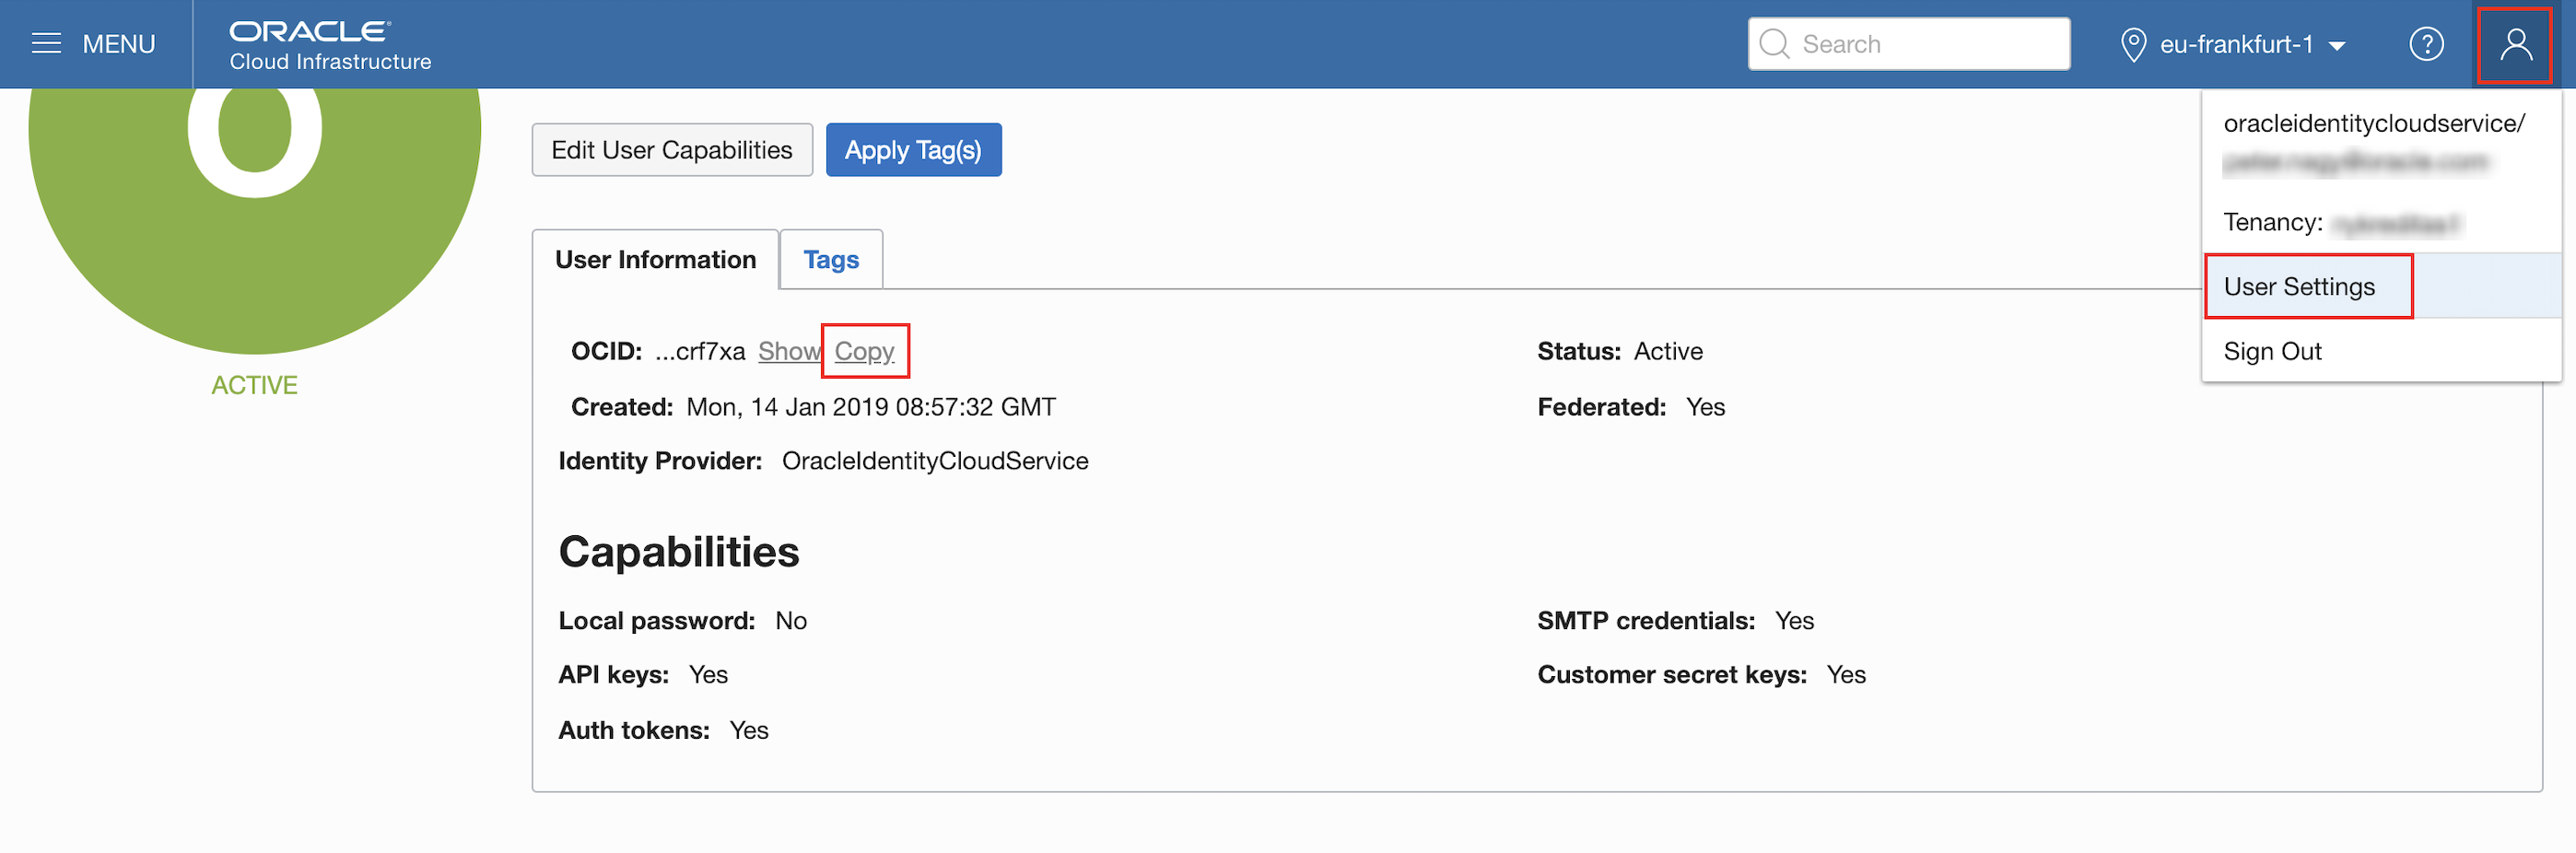 MENU
ORACLE
Cloud Infrastructure
Search
eu-frankfurt-1
?
oracleidentitycloudservice/
Tenancy:
User Settings
Sign Out
O
ACTIVE
Edit User Capabilities
Apply Tag(s)
User Information
Tags
OCID: ...crf7xa Show Copy
Status: Active
Created: Mon, 14 Jan 2019 08:57:32 GMT
Federated: Yes
Identity Provider: OracleIdentityCloudService
Capabilities
Local password: No
SMTP credentials: Yes
API keys: Yes
Customer secret keys: Yes
Auth tokens: Yes